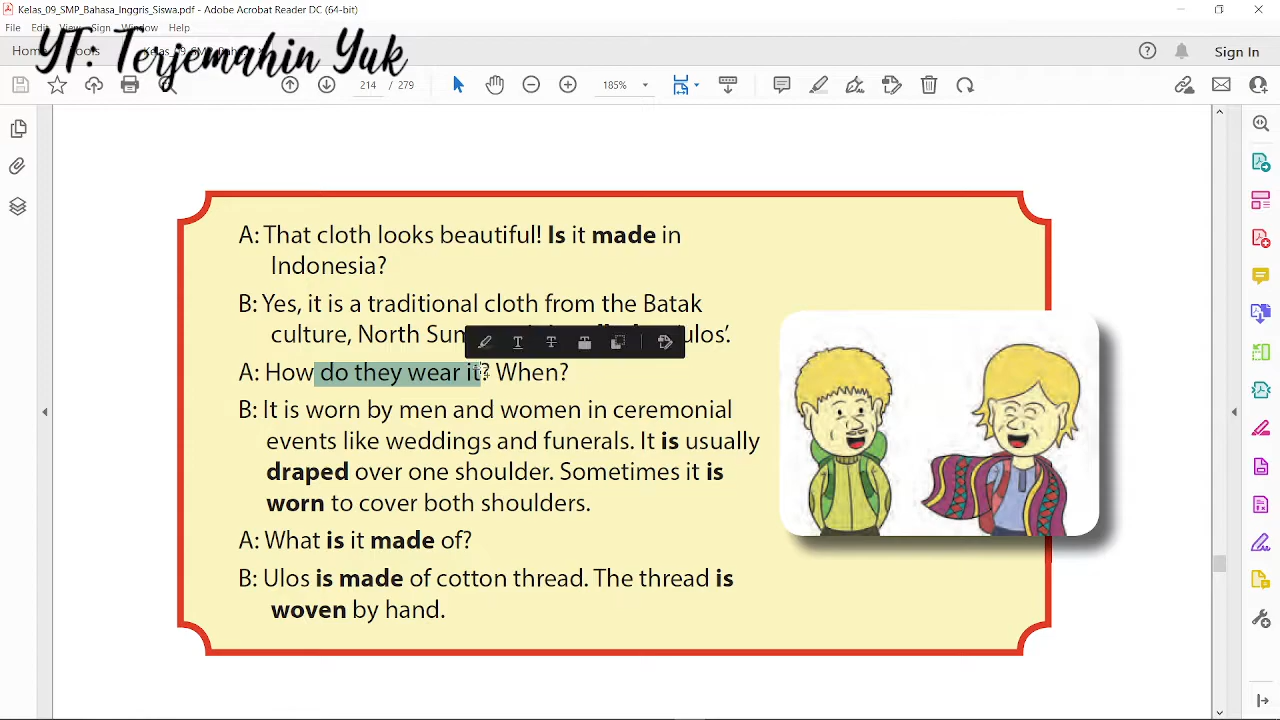 Kelas_09_SMP_Bahasa_Inggris_Siswa.pdf - Adobe Acrobat Reader DC (64-bit)
File Edit View Sign Window Help
YT: Terjemahin Yuk
Sign In
214 / 279
185%
A: That cloth looks beautiful! Is it made in
Indonesia?
B: Yes, it is a traditional cloth from the Batak
culture, North
A: How do they wear it? When?
B: It is worn by men and women in ceremonial
events like weddings and funerals. It is usually
draped over one shoulder. Sometimes it is
worn to cover both shoulders.
A: What is it made of?
B: Ulos is made of cotton thread. The thread is
woven by hand.